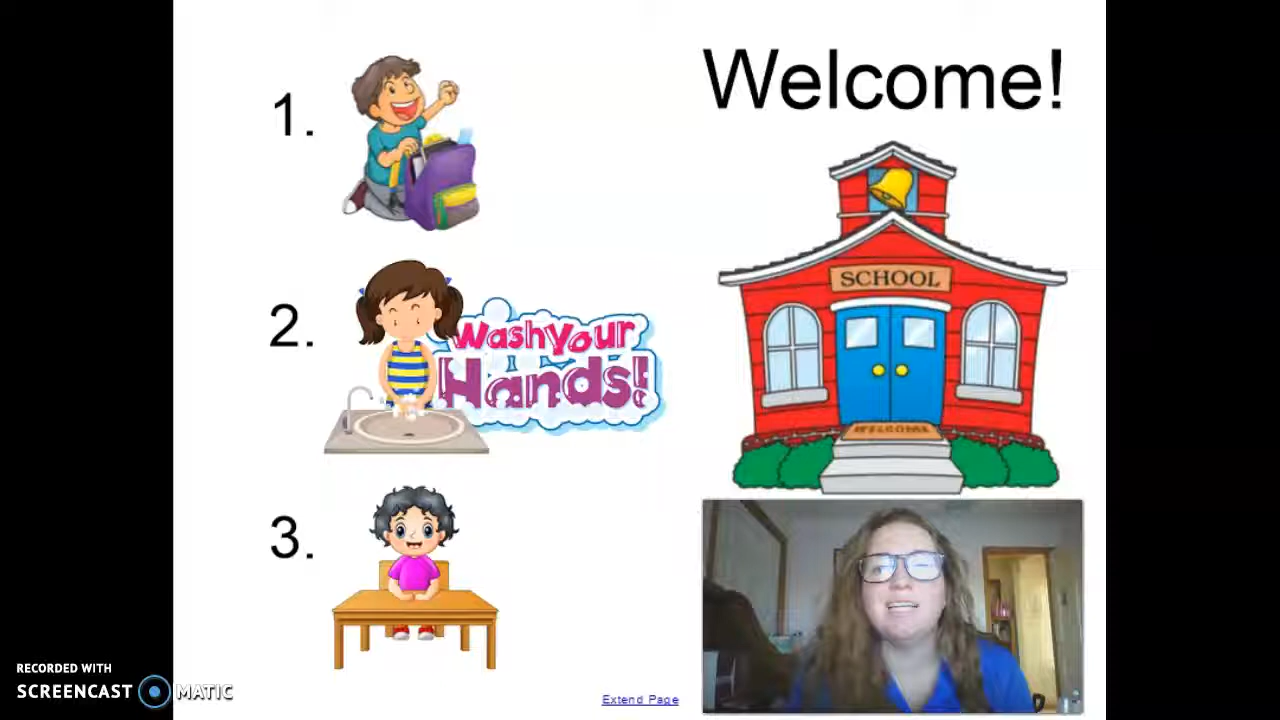 1.
2.
Wash Your
Hands!
3.
Welcome!
SCHOOL
WELCOME
Extend Page
RECORDED WITH
SCREENCAST MATIC